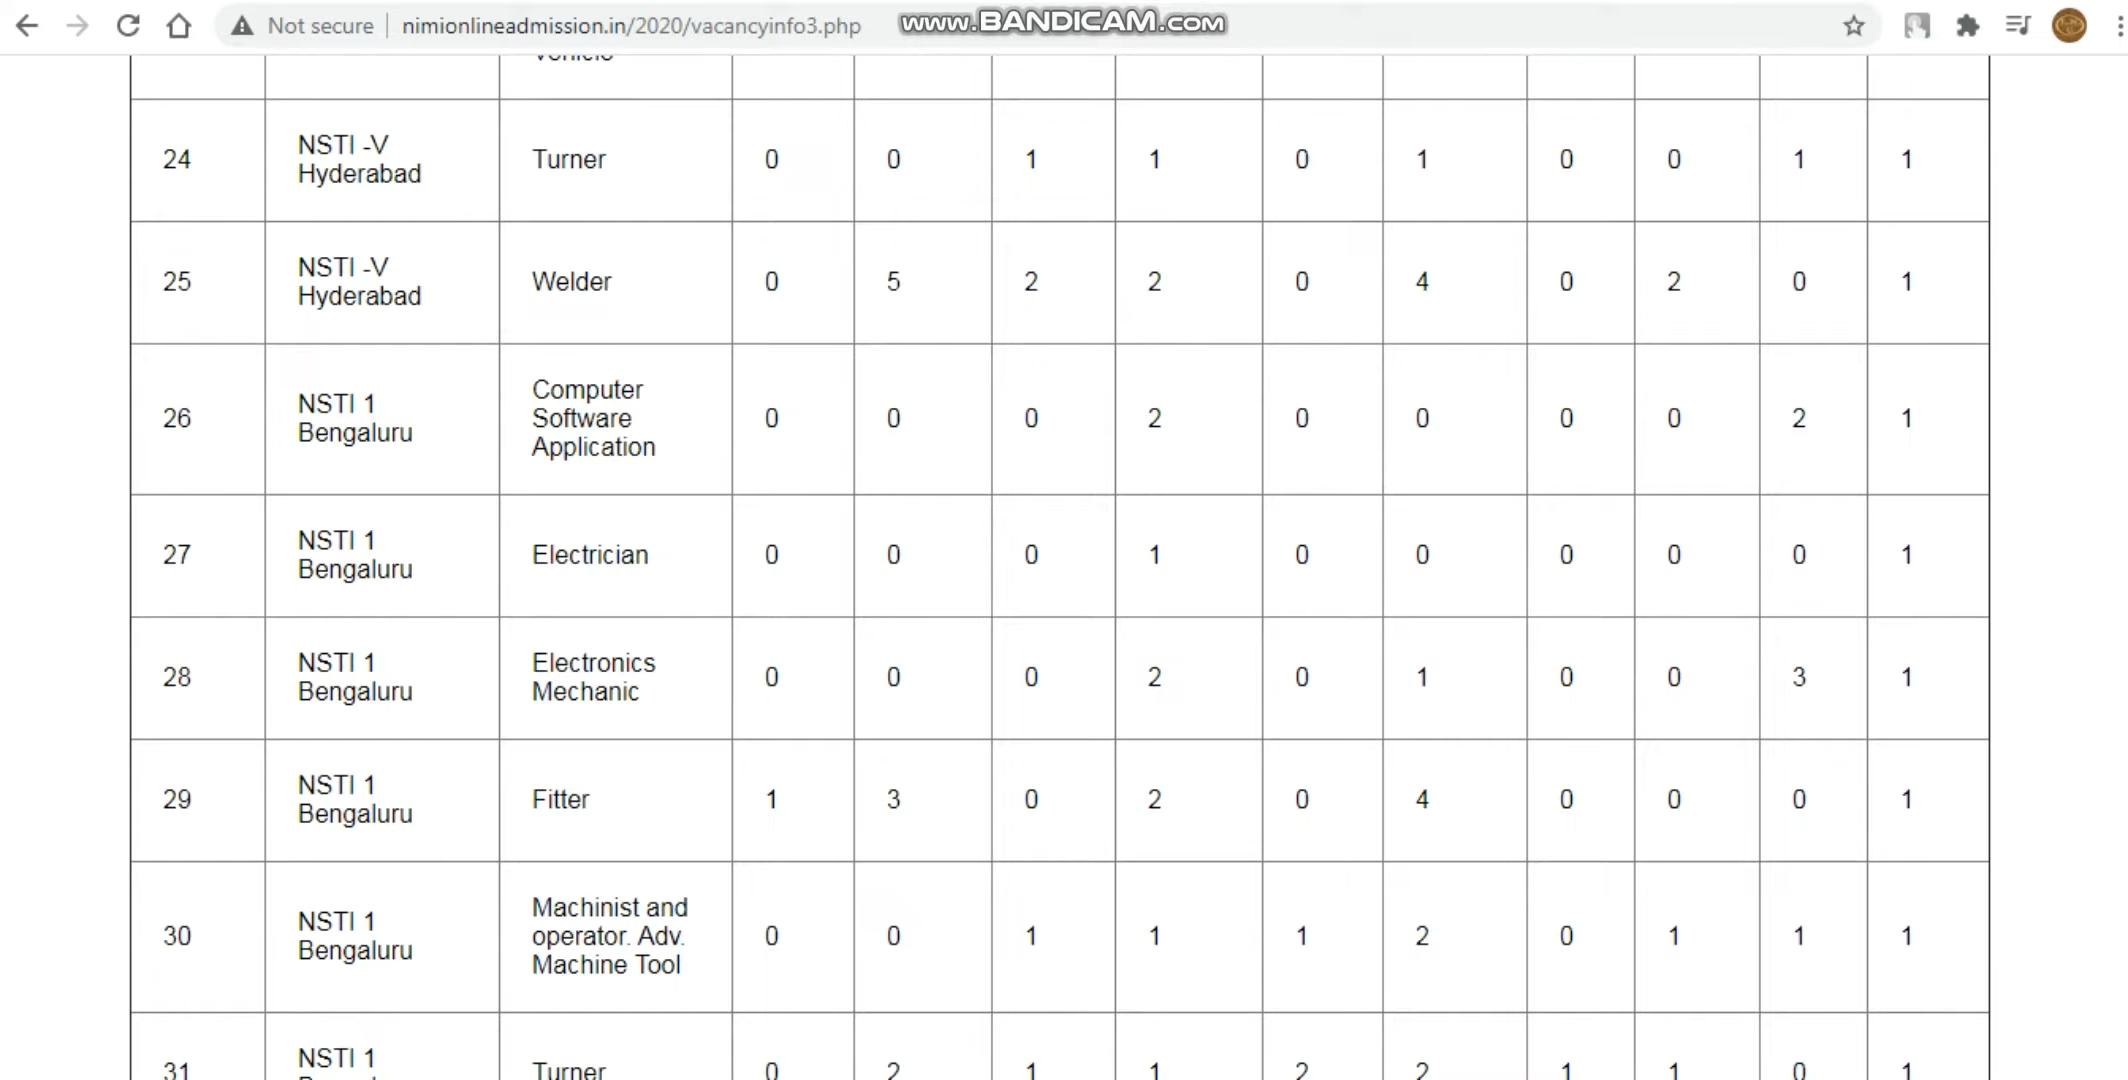 Not secure nimionlineadmission.in/2020/vacancyinfo3.php
www.BANDICAM.com
Vehicle
24 NSTI -V Hyderabad Turner 0 0 1 1 0 1 0 0 1 1
25 NSTI -V Hyderabad Welder 0 5 2 2 0 4 0 2 0 1
26 NSTI 1 Bengaluru Computer Software Application 0 0 0 2 0 0 0 0 2 1
27 NSTI 1 Bengaluru Electrician 0 0 0 1 0 0 0 0 0 1
28 NSTI 1 Bengaluru Electronics Mechanic 0 0 0 2 0 1 0 0 3 1
29 NSTI 1 Bengaluru Fitter 1 3 0 2 0 4 0 0 0 1
30 NSTI 1 Bengaluru Machinist and operator. Adv. Machine Tool 0 0 1 1 1 2 0 1 1 1
31 NSTI 1 Turner 0 2 1 1 2 2 1 1 0 1